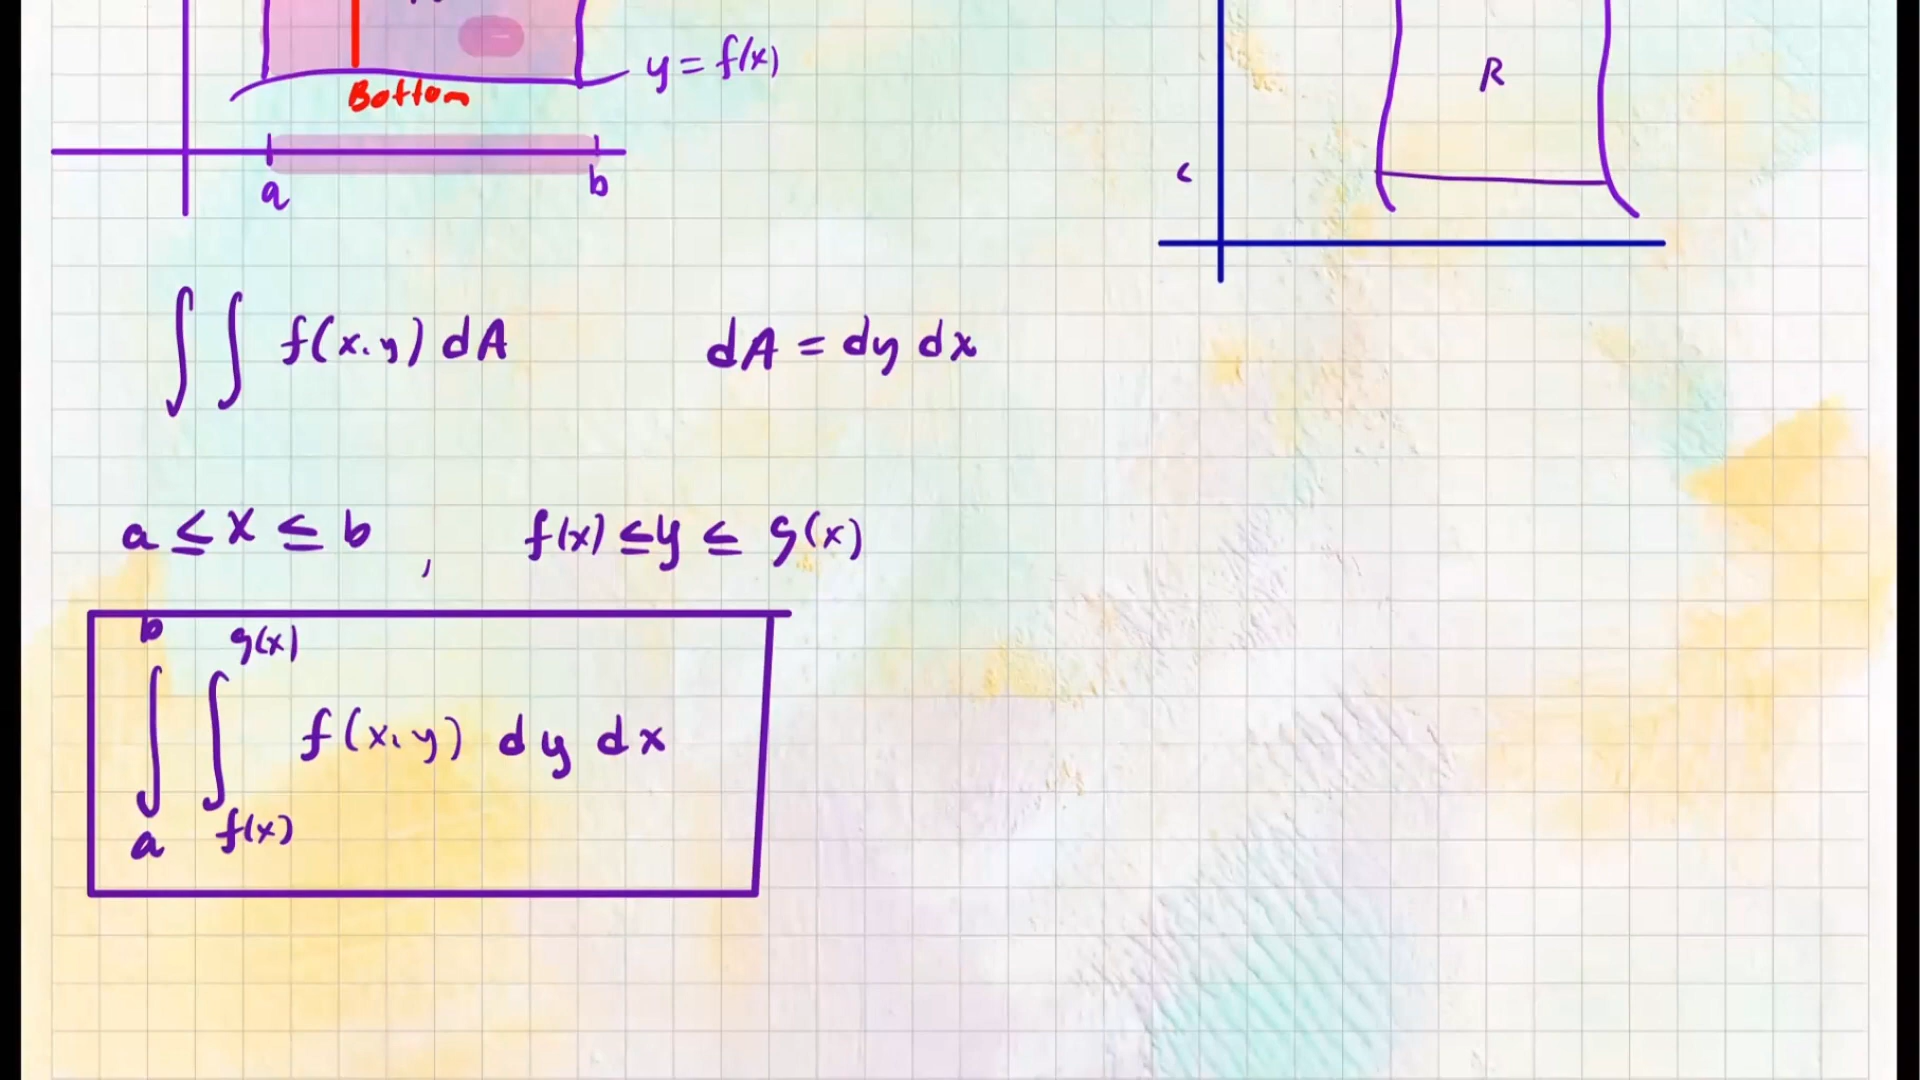 y = f(x)
Bottom
a
b
R
c
∫∫ f(x,y) dA
dA = dy dx
a ≤ x ≤ b , f(x) ≤ y ≤ g(x)
b g(x)
∫ ∫ f(x,y) dy dx
a f(x)